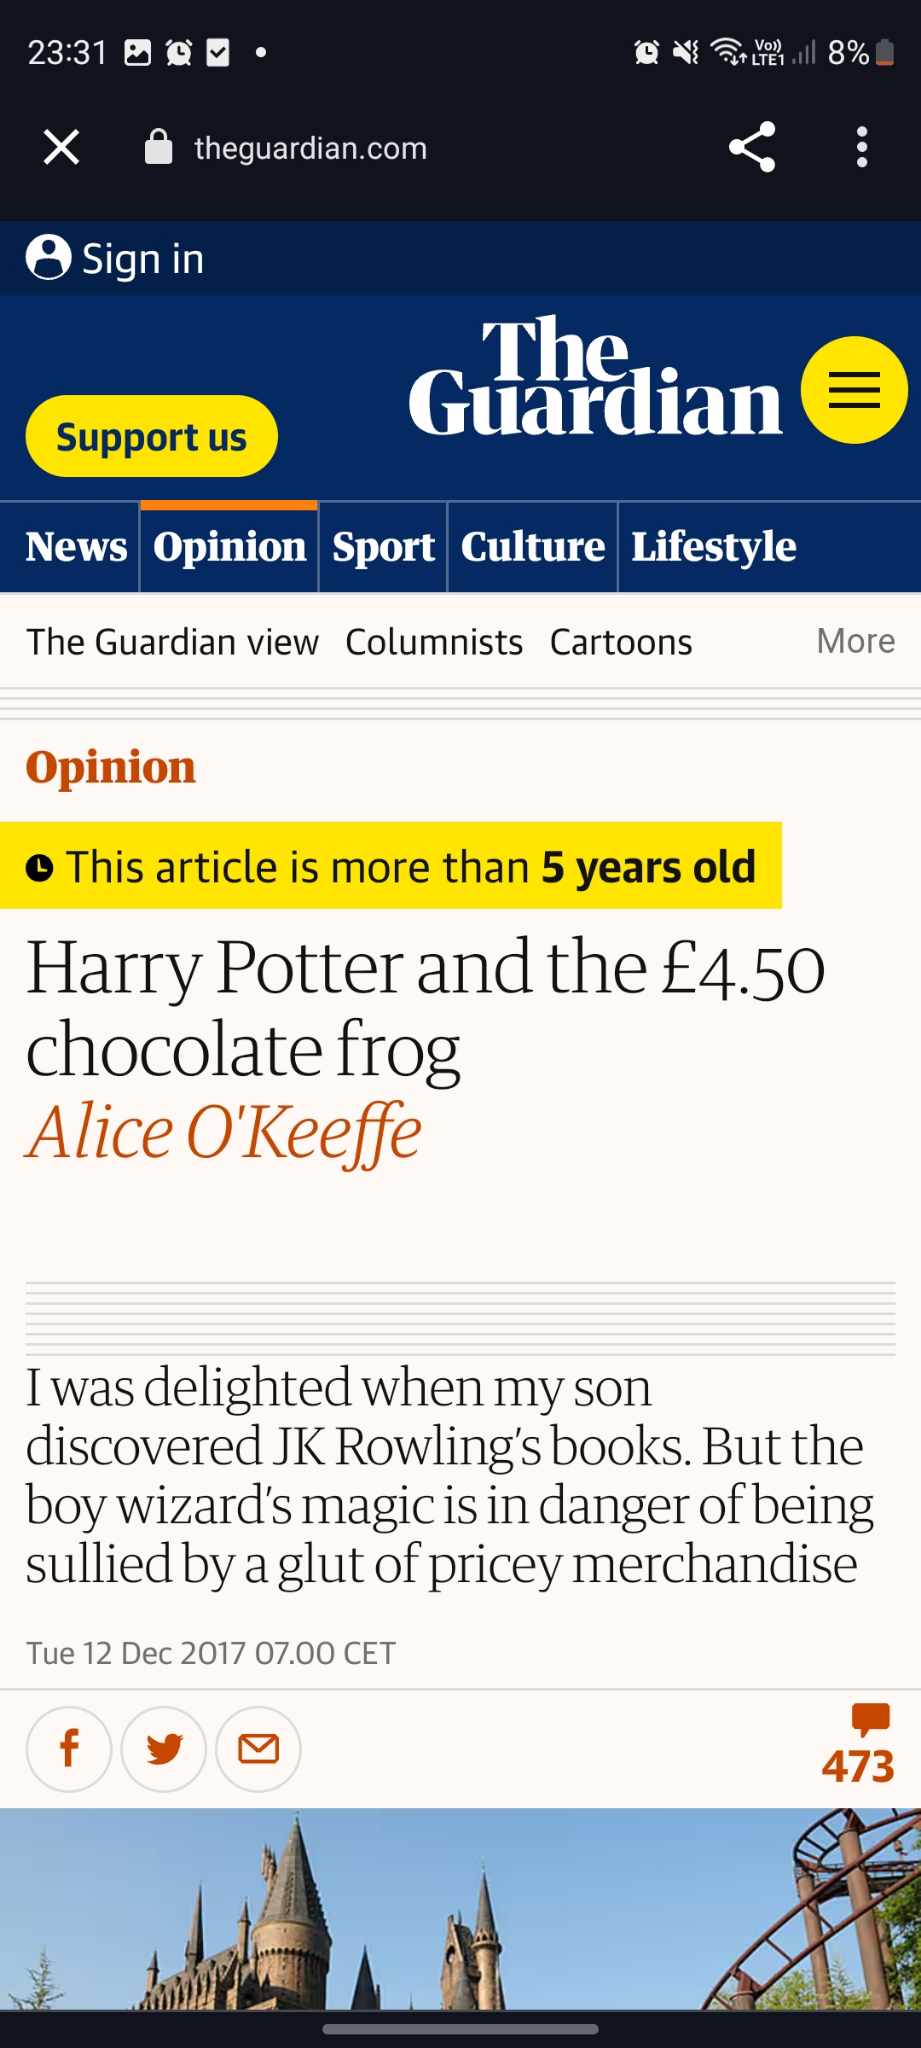 23:31 Vo)) LTE1 8%
theguardian.com
Sign in
The
Guardian
Support us
News Opinion Sport Culture Lifestyle
The Guardian view Columnists Cartoons More
Opinion
This article is more than 5 years old
Harry Potter and the £4.50
chocolate frog
Alice O'Keeffe
I was delighted when my son
discovered JK Rowling’s books. But the
boy wizard’s magic is in danger of being
sullied by a glut of pricey merchandise
Tue 12 Dec 2017 07.00 CET
473